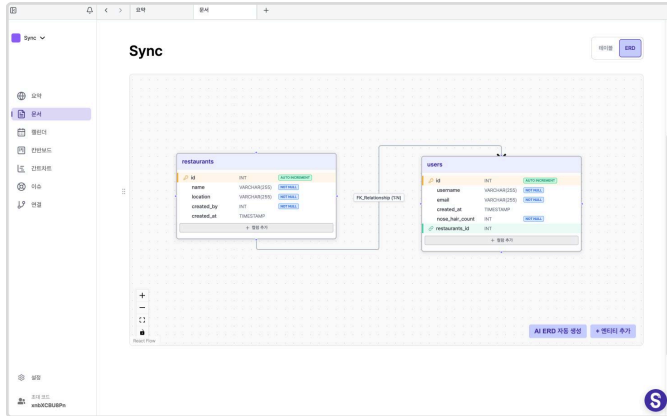 요약
문서
+
Sync
요약
문서
캘린더
칸반보드
간트차트
이슈
연결
설정
초대 코드
xnbXCBU8Pn
Sync
테이블
ERD
restaurants
id INT AUTO INCREMENT
name VARCHAR(255) NOT NULL
location VARCHAR(255) NOT NULL
created_by INT NOT NULL
created_at TIMESTAMP
+ 컬럼 추가
FK_Relationship (1:N)
users
id INT AUTO INCREMENT
username VARCHAR(255) NOT NULL
email VARCHAR(255) NOT NULL
created_at TIMESTAMP
nose_hair_count INT NOT NULL
restaurants_id INT
+ 컬럼 추가
React Flow
AI ERD 자동 생성
+ 엔티티 추가
S